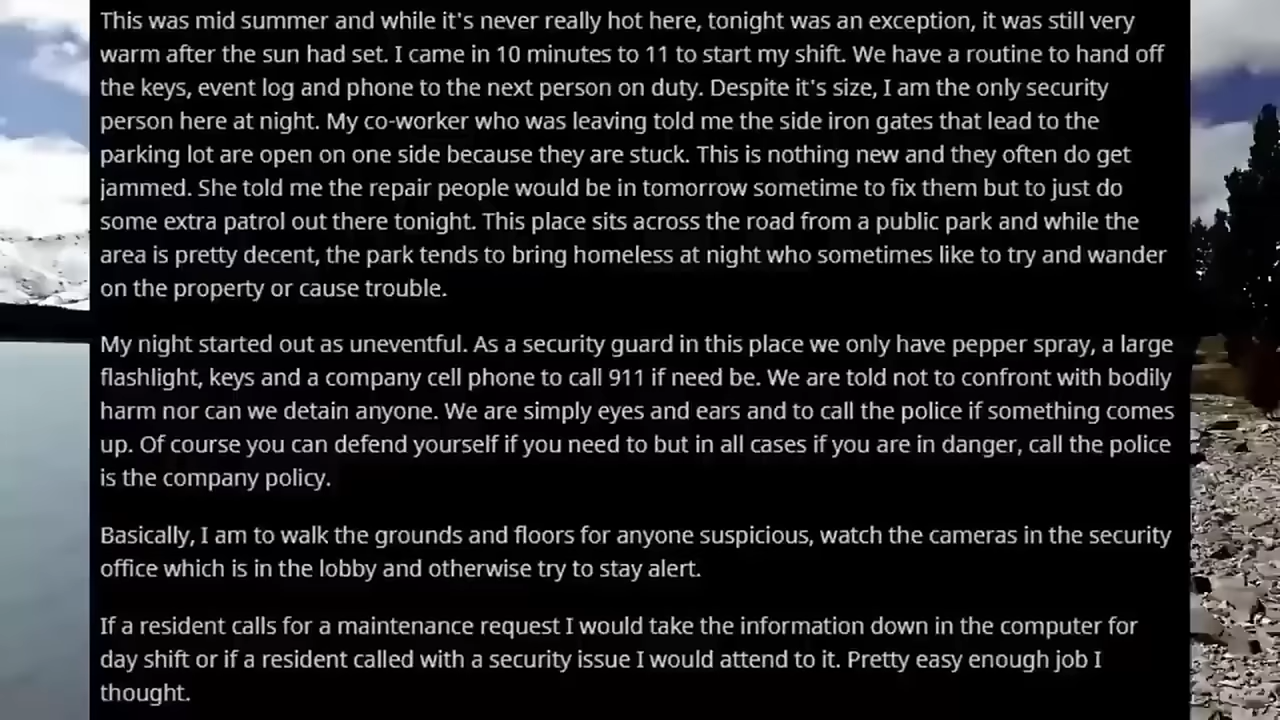 This was mid summer and while it's never really hot here, tonight was an exception, it was still very
warm after the sun had set. I came in 10 minutes to 11 to start my shift. We have a routine to hand off
the keys, event log and phone to the next person on duty. Despite it's size, I am the only security
person here at night. My co-worker who was leaving told me the side iron gates that lead to the
parking lot are open on one side because they are stuck. This is nothing new and they often do get
jammed. She told me the repair people would be in tomorrow sometime to fix them but to just do
some extra patrol out there tonight. This place sits across the road from a public park and while the
area is pretty decent, the park tends to bring homeless at night who sometimes like to try and wander
on the property or cause trouble.
My night started out as uneventful. As a security guard in this place we only have pepper spray, a large
flashlight, keys and a company cell phone to call 911 if need be. We are told not to confront with bodily
harm nor can we detain anyone. We are simply eyes and ears and to call the police if something comes
up. Of course you can defend yourself if you need to but in all cases if you are in danger, call the police
is the company policy.
Basically, I am to walk the grounds and floors for anyone suspicious, watch the cameras in the security
office which is in the lobby and otherwise try to stay alert.
If a resident calls for a maintenance request I would take the information down in the computer for
day shift or if a resident called with a security issue I would attend to it. Pretty easy enough job I
thought.